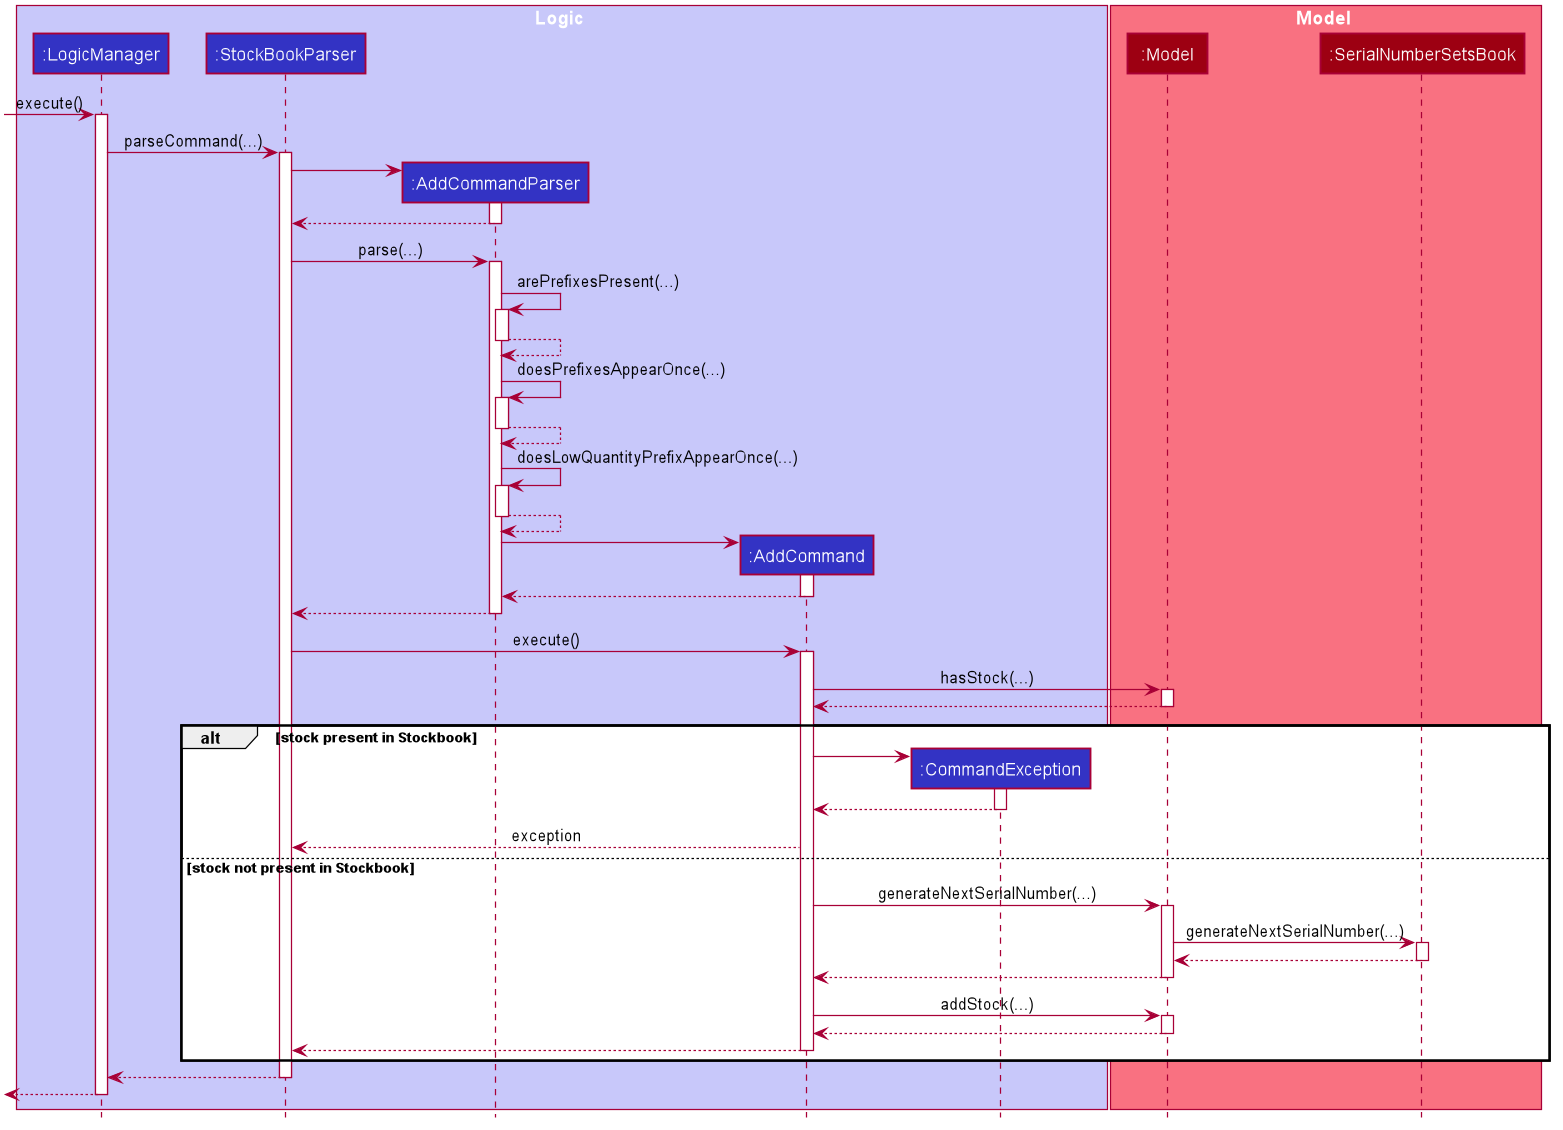 Logic
Model
:LogicManager
:StockBookParser
:Model
:SerialNumberSetsBook
execute()
parseCommand(...)
:AddCommandParser
parse(...)
arePrefixesPresent(...)
doesPrefixesAppearOnce(...)
doesLowQuantityPrefixAppearOnce(...)
:AddCommand
execute()
hasStock(...)
alt
[stock present in Stockbook]
:CommandException
exception
[stock not present in Stockbook]
generateNextSerialNumber(...)
generateNextSerialNumber(...)
addStock(...)